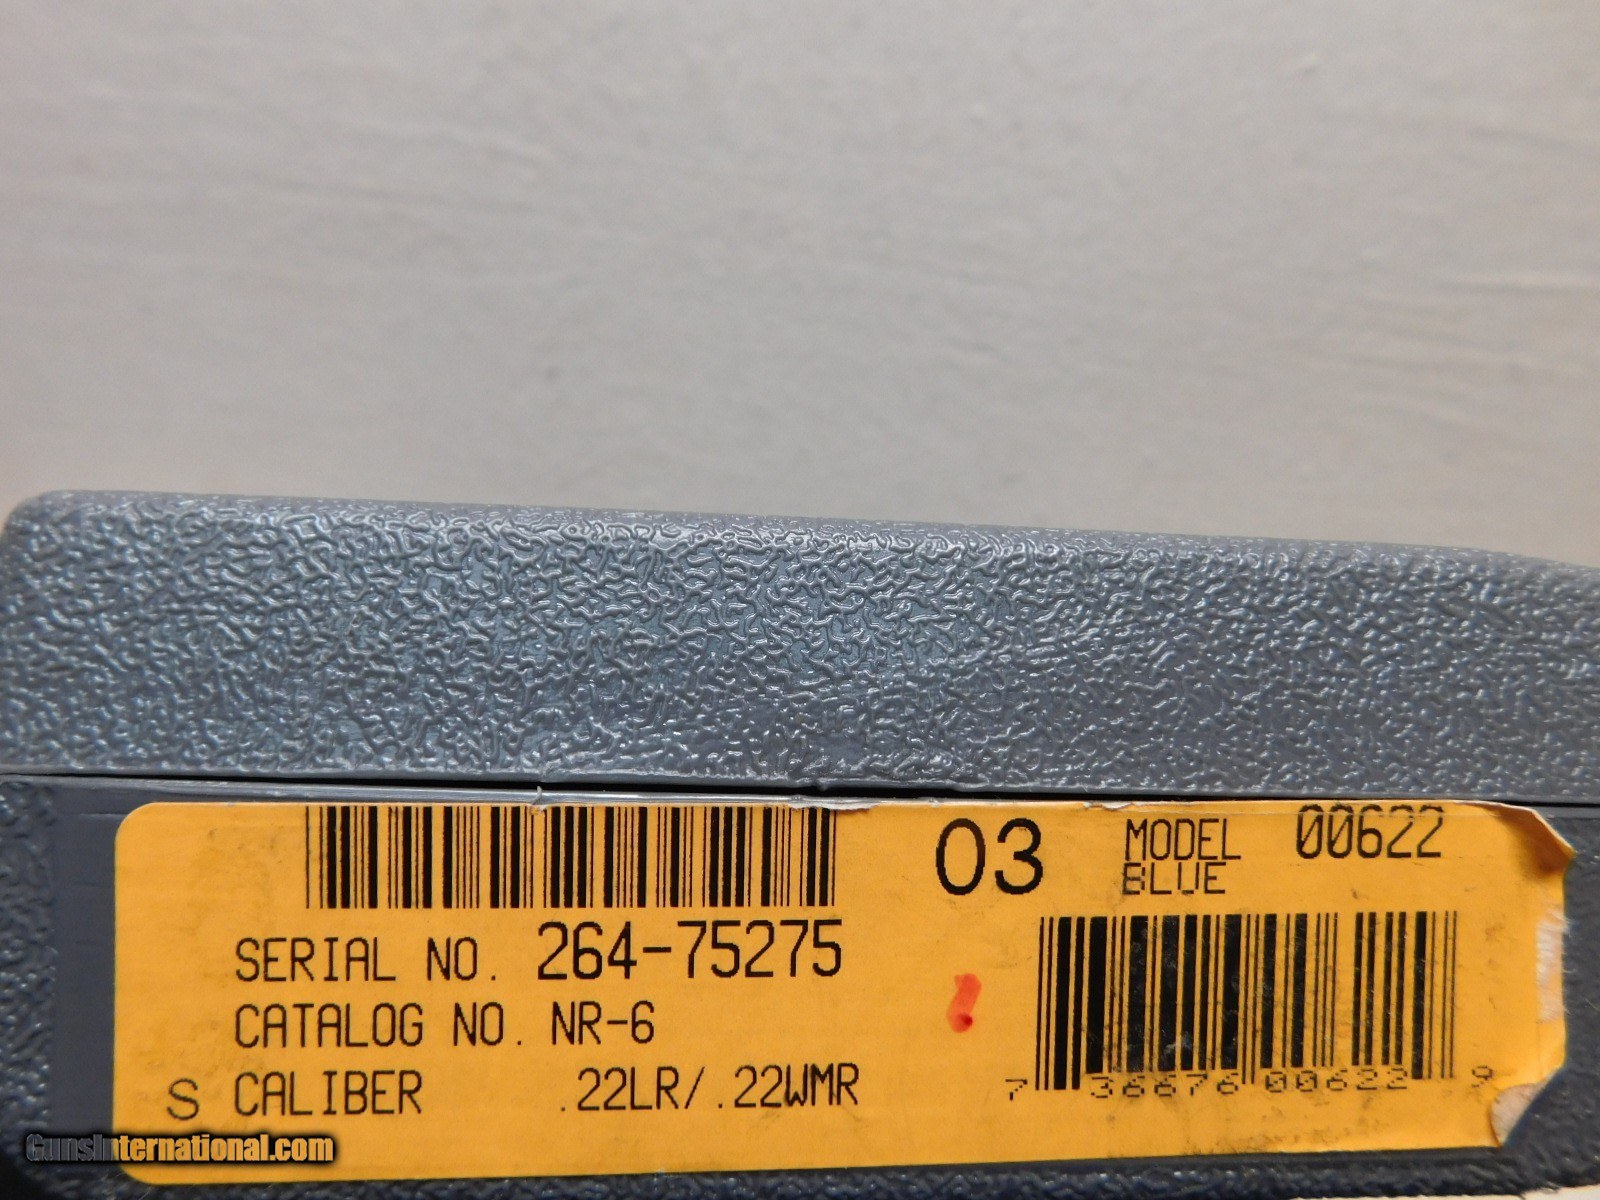 03 MODEL 00622
BLUE
SERIAL NO. 264-75275
CATALOG NO. NR-6
S CALIBER .22LR/.22WMR
7 36676 00622 9
GunsInternational.com